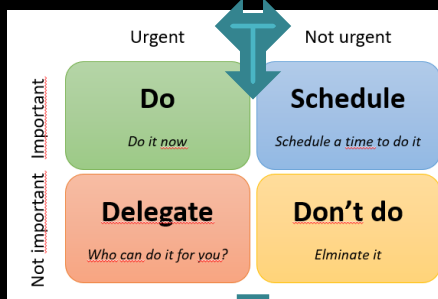 Urgent
Not urgent
Important
Do
Do it now
Schedule
Schedule a time to do it
Not important
Delegate
Who can do it for you?
Don't do
Elminate it